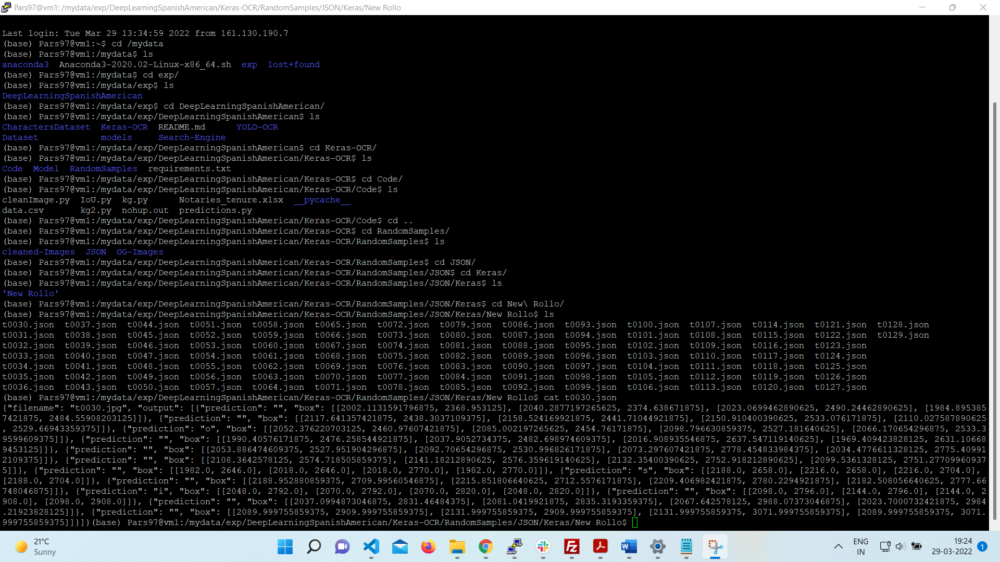 Pars97@vm1: /mydata/exp/DeepLearningSpanishAmerican/Keras-OCR/RandomSamples/JSON/Keras/New Rollo
Last login: Tue Mar 29 13:34:59 2022 from 161.130.190.7
(base) Pars97@vm1:~$ cd /mydata
(base) Pars97@vm1:/mydata$ ls
anaconda3  Anaconda3-2020.02-Linux-x86_64.sh  exp  lost+found
(base) Pars97@vm1:/mydata$ cd exp/
(base) Pars97@vm1:/mydata/exp$ ls
DeepLearningSpanishAmerican
(base) Pars97@vm1:/mydata/exp$ cd DeepLearningSpanishAmerican/
(base) Pars97@vm1:/mydata/exp/DeepLearningSpanishAmerican$ ls
CharactersDataset  Keras-OCR  README.md      YOLO-OCR
Dataset            models     Search-Engine
(base) Pars97@vm1:/mydata/exp/DeepLearningSpanishAmerican$ cd Keras-OCR/
(base) Pars97@vm1:/mydata/exp/DeepLearningSpanishAmerican/Keras-OCR$ ls
Code  Model  RandomSamples  requirements.txt
(base) Pars97@vm1:/mydata/exp/DeepLearningSpanishAmerican/Keras-OCR$ cd Code/
(base) Pars97@vm1:/mydata/exp/DeepLearningSpanishAmerican/Keras-OCR/Code$ ls
cleanImage.py  IoU.py  kg.py      Notaries_tenure.xlsx  __pycache__
data.csv       kg2.py  nohup.out  predictions.py
(base) Pars97@vm1:/mydata/exp/DeepLearningSpanishAmerican/Keras-OCR/Code$ cd ..
(base) Pars97@vm1:/mydata/exp/DeepLearningSpanishAmerican/Keras-OCR$ cd RandomSamples/
(base) Pars97@vm1:/mydata/exp/DeepLearningSpanishAmerican/Keras-OCR/RandomSamples$ ls
cleaned-Images  JSON  OG-Images
(base) Pars97@vm1:/mydata/exp/DeepLearningSpanishAmerican/Keras-OCR/RandomSamples$ cd JSON/
(base) Pars97@vm1:/mydata/exp/DeepLearningSpanishAmerican/Keras-OCR/RandomSamples/JSON$ cd Keras/
(base) Pars97@vm1:/mydata/exp/DeepLearningSpanishAmerican/Keras-OCR/RandomSamples/JSON/Keras$ ls
'New Rollo'
(base) Pars97@vm1:/mydata/exp/DeepLearningSpanishAmerican/Keras-OCR/RandomSamples/JSON/Keras$ cd New\ Rollo/
(base) Pars97@vm1:/mydata/exp/DeepLearningSpanishAmerican/Keras-OCR/RandomSamples/JSON/Keras/New Rollo$ ls
t0030.json  t0037.json  t0044.json  t0051.json  t0058.json  t0065.json  t0072.json  t0079.json  t0086.json  t0093.json  t0100.json  t0107.json  t0114.json  t0121.json  t0128.json
t0031.json  t0038.json  t0045.json  t0052.json  t0059.json  t0066.json  t0073.json  t0080.json  t0087.json  t0094.json  t0101.json  t0108.json  t0115.json  t0122.json  t0129.json
t0032.json  t0039.json  t0046.json  t0053.json  t0060.json  t0067.json  t0074.json  t0081.json  t0088.json  t0095.json  t0102.json  t0109.json  t0116.json  t0123.json
t0033.json  t0040.json  t0047.json  t0054.json  t0061.json  t0068.json  t0075.json  t0082.json  t0089.json  t0096.json  t0103.json  t0110.json  t0117.json  t0124.json
t0034.json  t0041.json  t0048.json  t0055.json  t0062.json  t0069.json  t0076.json  t0083.json  t0090.json  t0097.json  t0104.json  t0111.json  t0118.json  t0125.json
t0035.json  t0042.json  t0049.json  t0056.json  t0063.json  t0070.json  t0077.json  t0084.json  t0091.json  t0098.json  t0105.json  t0112.json  t0119.json  t0126.json
t0036.json  t0043.json  t0050.json  t0057.json  t0064.json  t0071.json  t0078.json  t0085.json  t0092.json  t0099.json  t0106.json  t0113.json  t0120.json  t0127.json
(base) Pars97@vm1:/mydata/exp/DeepLearningSpanishAmerican/Keras-OCR/RandomSamples/JSON/Keras/New Rollo$ cat t0030.json
{"filename": "t0030.jpg", "output": [{"prediction": "", "box": [[2002.1131591796875, 2368.953125], [2040.2877197265625, 2374.638671875], [2023.0699462890625, 2490.24462890625], [1984.895385
7421875, 2484.55908203125]]}, {"prediction": "", "box": [[2117.641357421875, 2438.3037109375], [2158.524169921875, 2441.71044921875], [2150.910400390625, 2533.076171875], [2110.027587890625
, 2529.66943359375]]}, {"prediction": "o", "box": [[2052.376220703125, 2460.97607421875], [2085.002197265625, 2454.76171875], [2098.796630859375, 2527.181640625], [2066.170654296875, 2533.3
9599609375]]}, {"prediction": "", "box": [[1990.40576171875, 2476.258544921875], [2037.9052734375, 2482.698974609375], [2016.908935546875, 2637.547119140625], [1969.409423828125, 2631.10668
9453125]]}, {"prediction": "", "box": [[2053.886474609375, 2527.951904296875], [2092.70654296875, 2530.996826171875], [2073.297607421875, 2778.454833984375], [2034.4776611328125, 2775.40991
2109375]]}, {"prediction": "", "box": [[2108.3642578125, 2574.718505859375], [2141.18212890625, 2576.359619140625], [2132.35400390625, 2752.918212890625], [2099.5361328125, 2751.27709960937
5]]}, {"prediction": "", "box": [[1982.0, 2646.0], [2018.0, 2646.0], [2018.0, 2770.0], [1982.0, 2770.0]]}, {"prediction": "s", "box": [[2188.0, 2658.0], [2216.0, 2658.0], [2216.0, 2704.0],
[2188.0, 2704.0]]}, {"prediction": "", "box": [[2188.952880859375, 2709.99560546875], [2215.851806640625, 2712.5576171875], [2209.406982421875, 2780.2294921875], [2182.508056640625, 2777.66
748046875]]}, {"prediction": "i", "box": [[2048.0, 2792.0], [2070.0, 2792.0], [2070.0, 2820.0], [2048.0, 2820.0]]}, {"prediction": "", "box": [[2098.0, 2796.0], [2144.0, 2796.0], [2144.0, 2
908.0], [2098.0, 2908.0]]}, {"prediction": "", "box": [[2037.0994873046875, 2831.46484375], [2081.0419921875, 2835.3193359375], [2067.642578125, 2988.07373046875], [2023.7000732421875, 2984
.21923828125]]}, {"prediction": "", "box": [[2089.999755859375, 2909.999755859375], [2131.999755859375, 2909.999755859375], [2131.999755859375, 3071.999755859375], [2089.999755859375, 3071.
999755859375]]}]}(base) Pars97@vm1:/mydata/exp/DeepLearningSpanishAmerican/Keras-OCR/RandomSamples/JSON/Keras/New Rollo$
21°C
Sunny
ENG
IN
19:24
29-03-2022
1